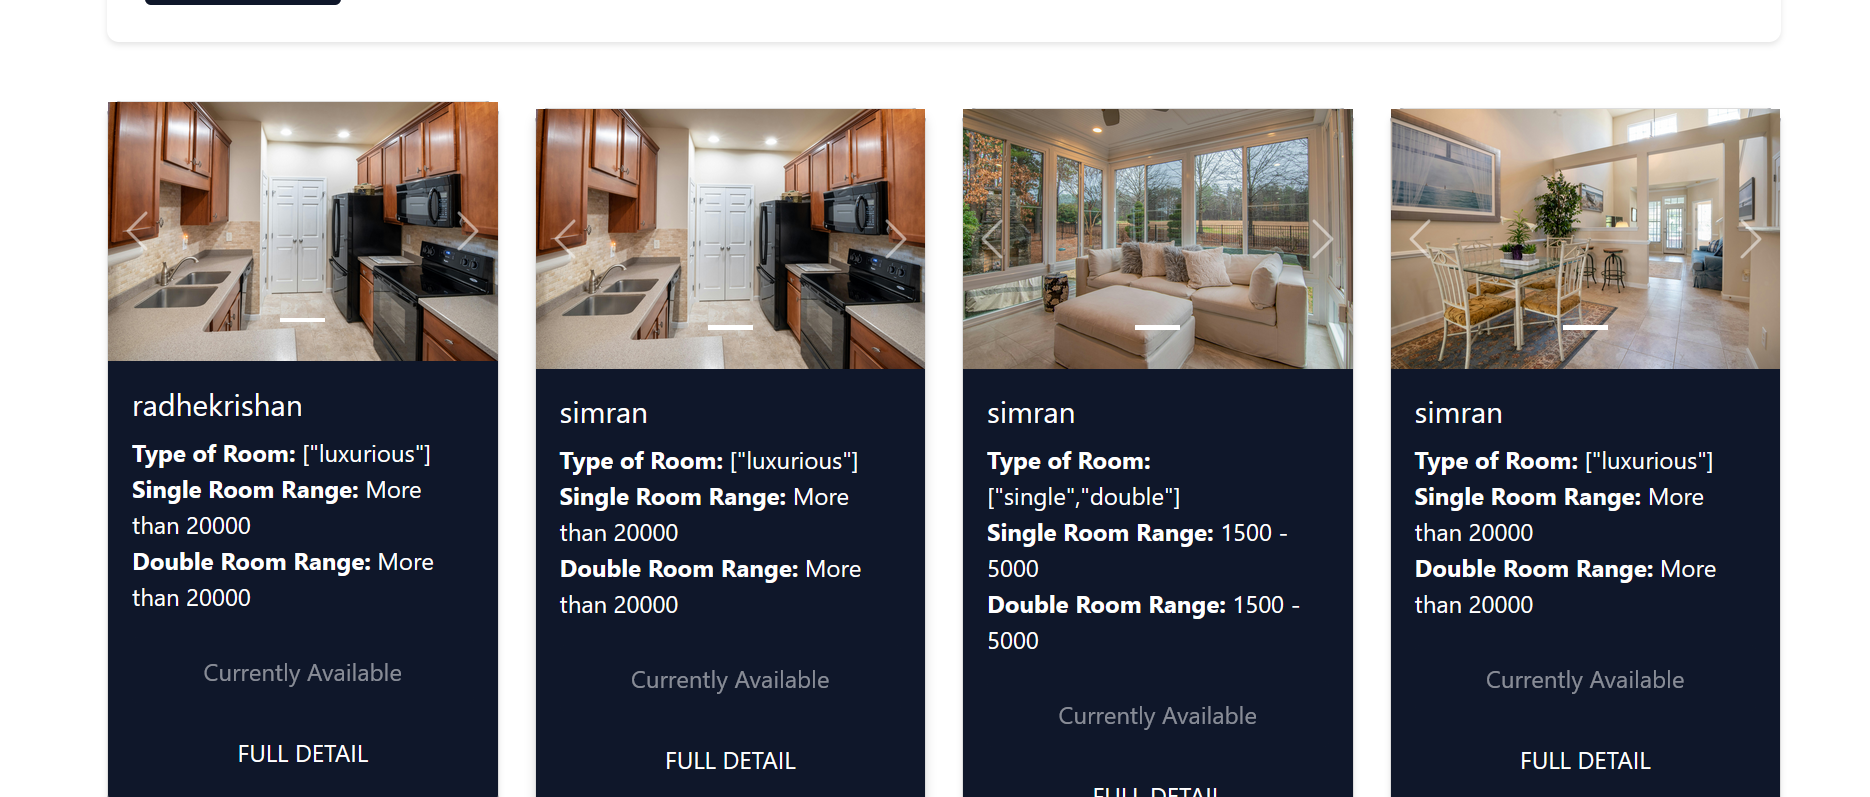 radhekrishan
Type of Room: ["luxurious"]
Single Room Range: More
than 20000
Double Room Range: More
than 20000
Currently Available
FULL DETAIL
simran
Type of Room: ["luxurious"]
Single Room Range: More
than 20000
Double Room Range: More
than 20000
Currently Available
FULL DETAIL
simran
Type of Room:
["single","double"]
Single Room Range: 1500 -
5000
Double Room Range: 1500 -
5000
Currently Available
FULL DETAIL
simran
Type of Room: ["luxurious"]
Single Room Range: More
than 20000
Double Room Range: More
than 20000
Currently Available
FULL DETAIL